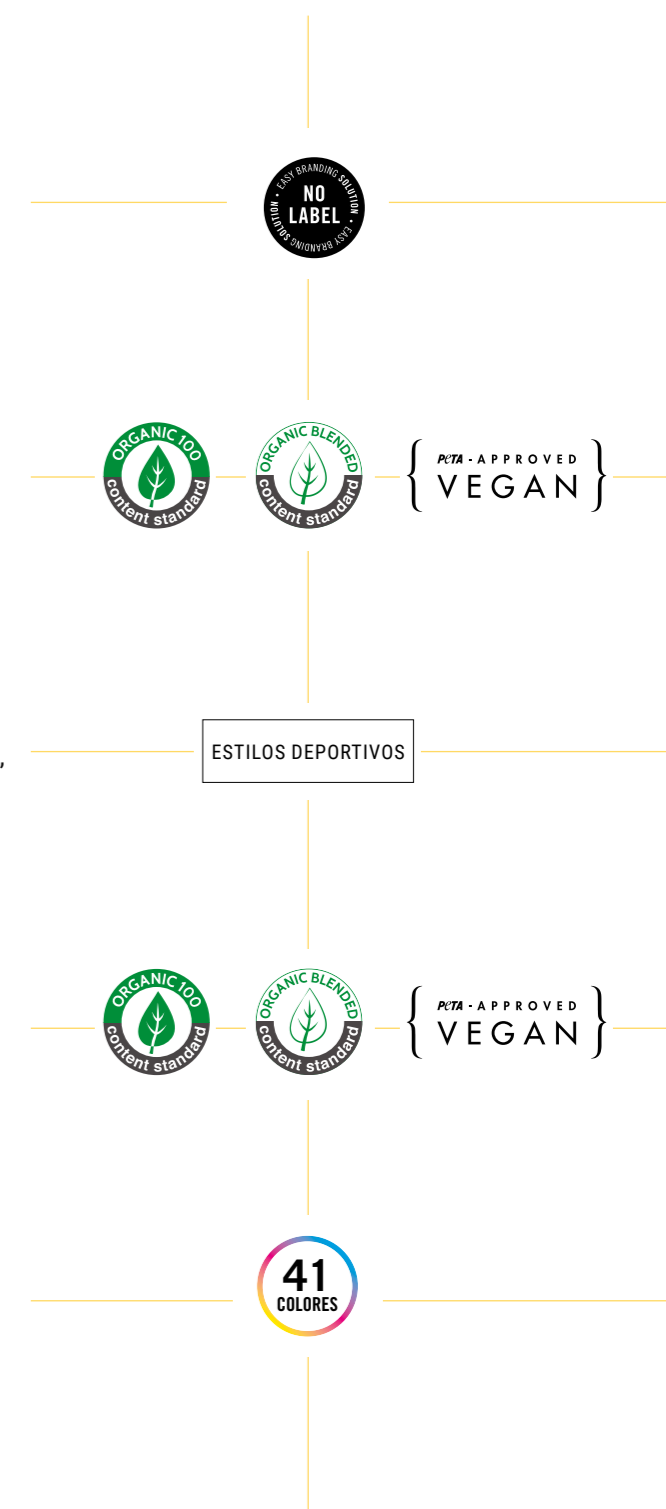 • EASY BRANDING SOLUTION • EASY BRANDING SOLUTION
NO
LABEL
ORGANIC 100
content standard
ORGANIC BLENDED
content standard
PETA - APPROVED
VEGAN
,
ESTILOS DEPORTIVOS
ORGANIC 100
content standard
ORGANIC BLENDED
content standard
PETA - APPROVED
VEGAN
41
COLORES